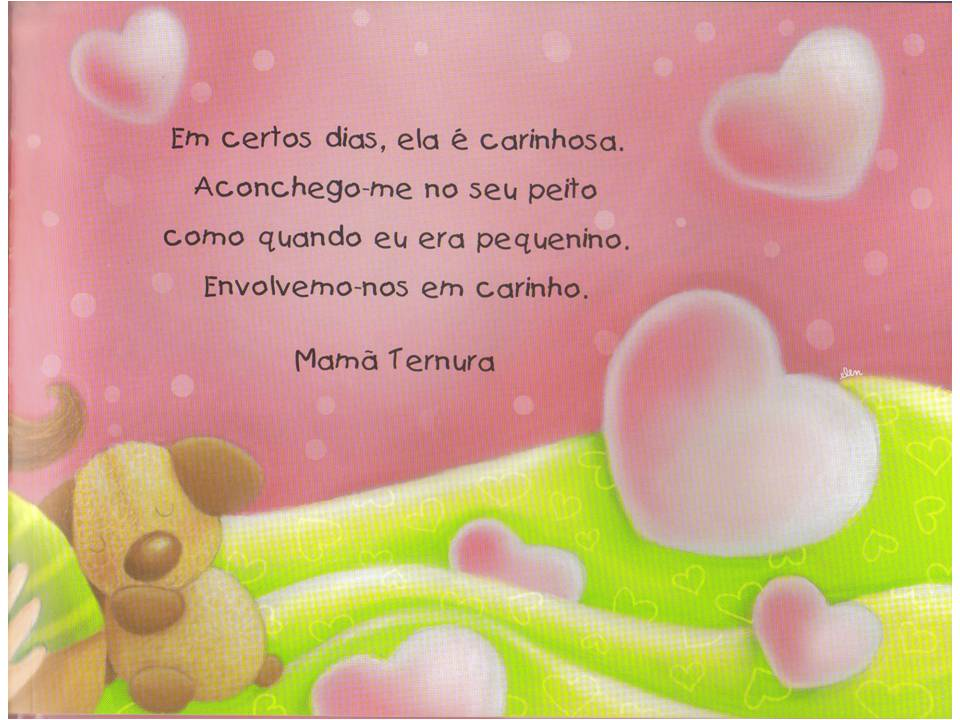 Em certos dias, ela é carinhosa.
Aconchego-me no seu peito
como quando eu era pequenino.
Envolvemo-nos em carinho.
Mamã Ternura
elen